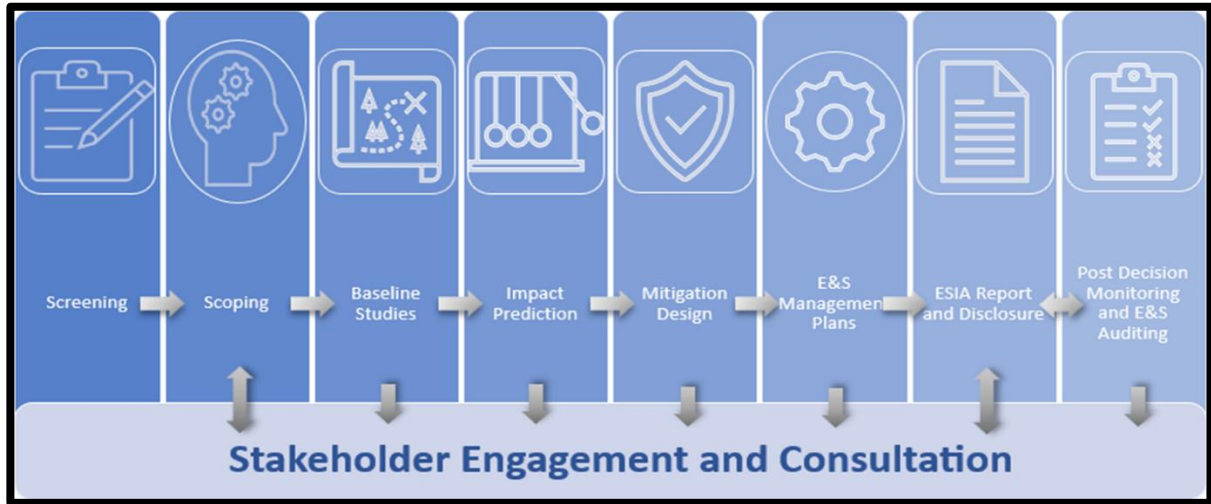 Screening
Scoping
Baseline
Studies
Impact
Prediction
Mitigation
Design
E&S
Management
Plans
ESIA Report
and Disclosure
Post Decision
Monitoring
and E&S
Auditing
Stakeholder Engagement and Consultation